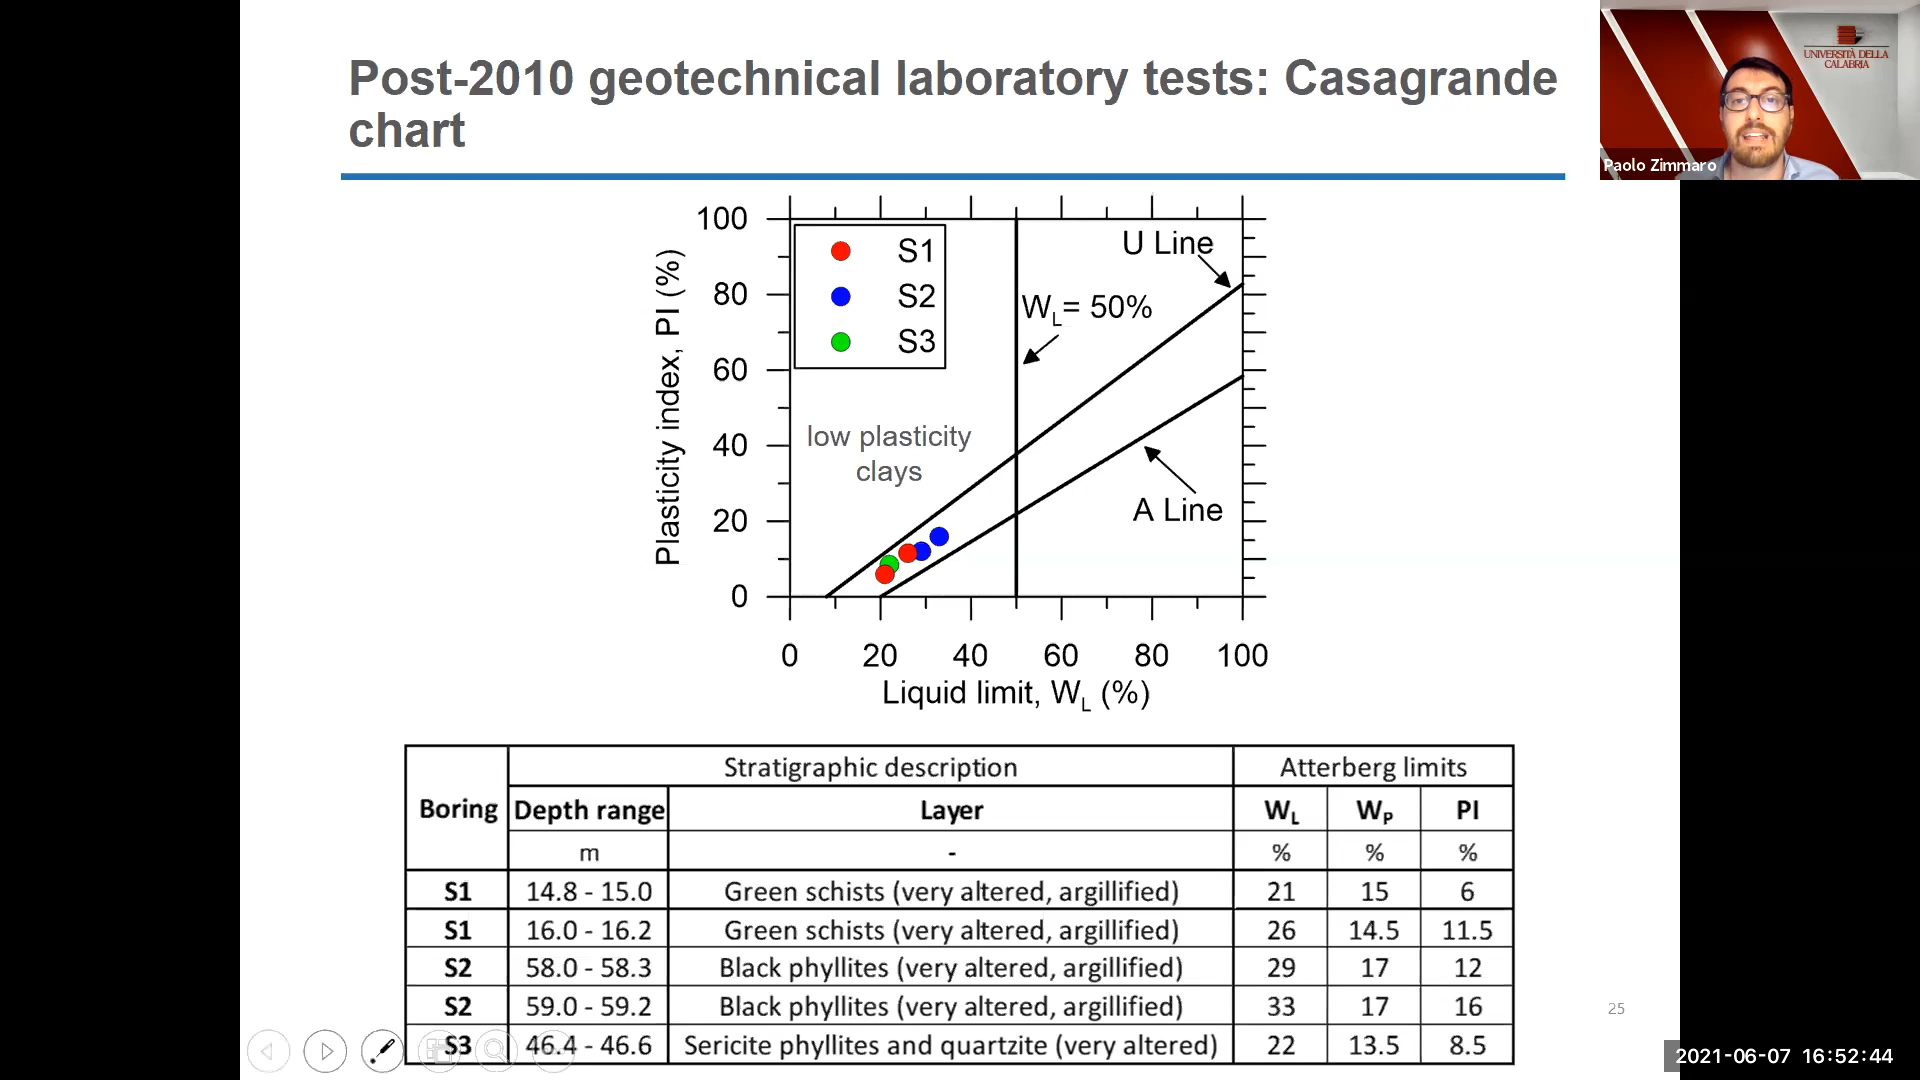 Post-2010 geotechnical laboratory tests: Casagrande
chart
UNIVERSITÀ DELLA
CALABRIA
Paolo Zimmaro
Plasticity index, PI (%)
100
80
60
40
20
0
S1
S2
S3
U Line
W_L= 50%
low plasticity
clays
A Line
0 20 40 60 80 100
Liquid limit, W_L (%)
Boring Stratigraphic description Atterberg limits
Depth range Layer W_L W_P PI
m - % % %
S1 14.8 - 15.0 Green schists (very altered, argillified) 21 15 6
S1 16.0 - 16.2 Green schists (very altered, argillified) 26 14.5 11.5
S2 58.0 - 58.3 Black phyllites (very altered, argillified) 29 17 12
S2 59.0 - 59.2 Black phyllites (very altered, argillified) 33 17 16
S3 46.4 - 46.6 Sericite phyllites and quartzite (very altered) 22 13.5 8.5
25
2021-06-07 16:52:44